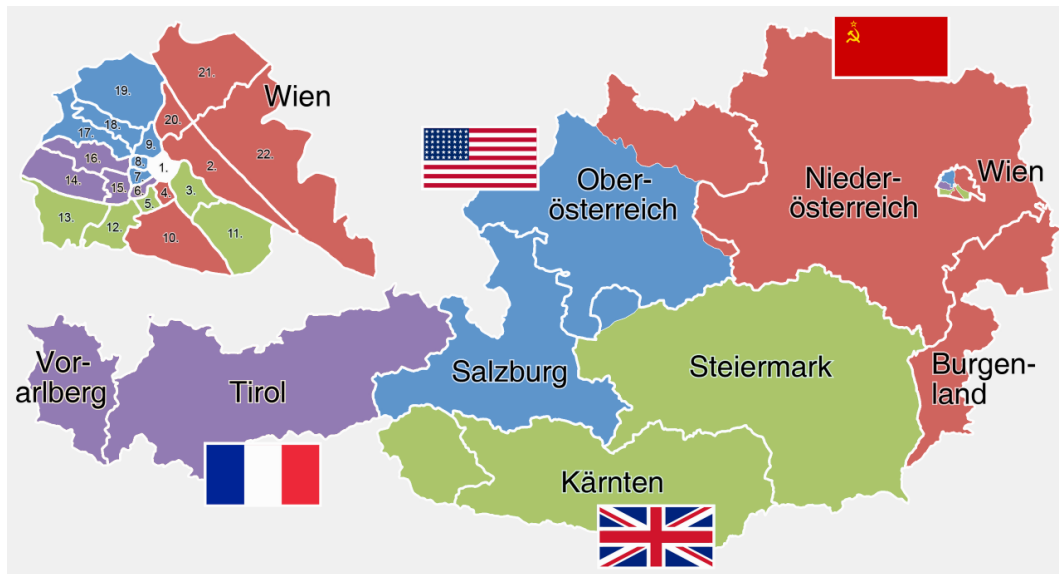 21.
19.
Wien
20.
18.
17.
9.
16.
8.
1.
2.
22.
7.
14.
15.
6.
4.
3.
5.
13.
12.
10.
11.
Ober-
österreich
Nieder-
österreich
Wien
Vor-
arlberg
Tirol
Salzburg
Steiermark
Burgen-
land
Kärnten